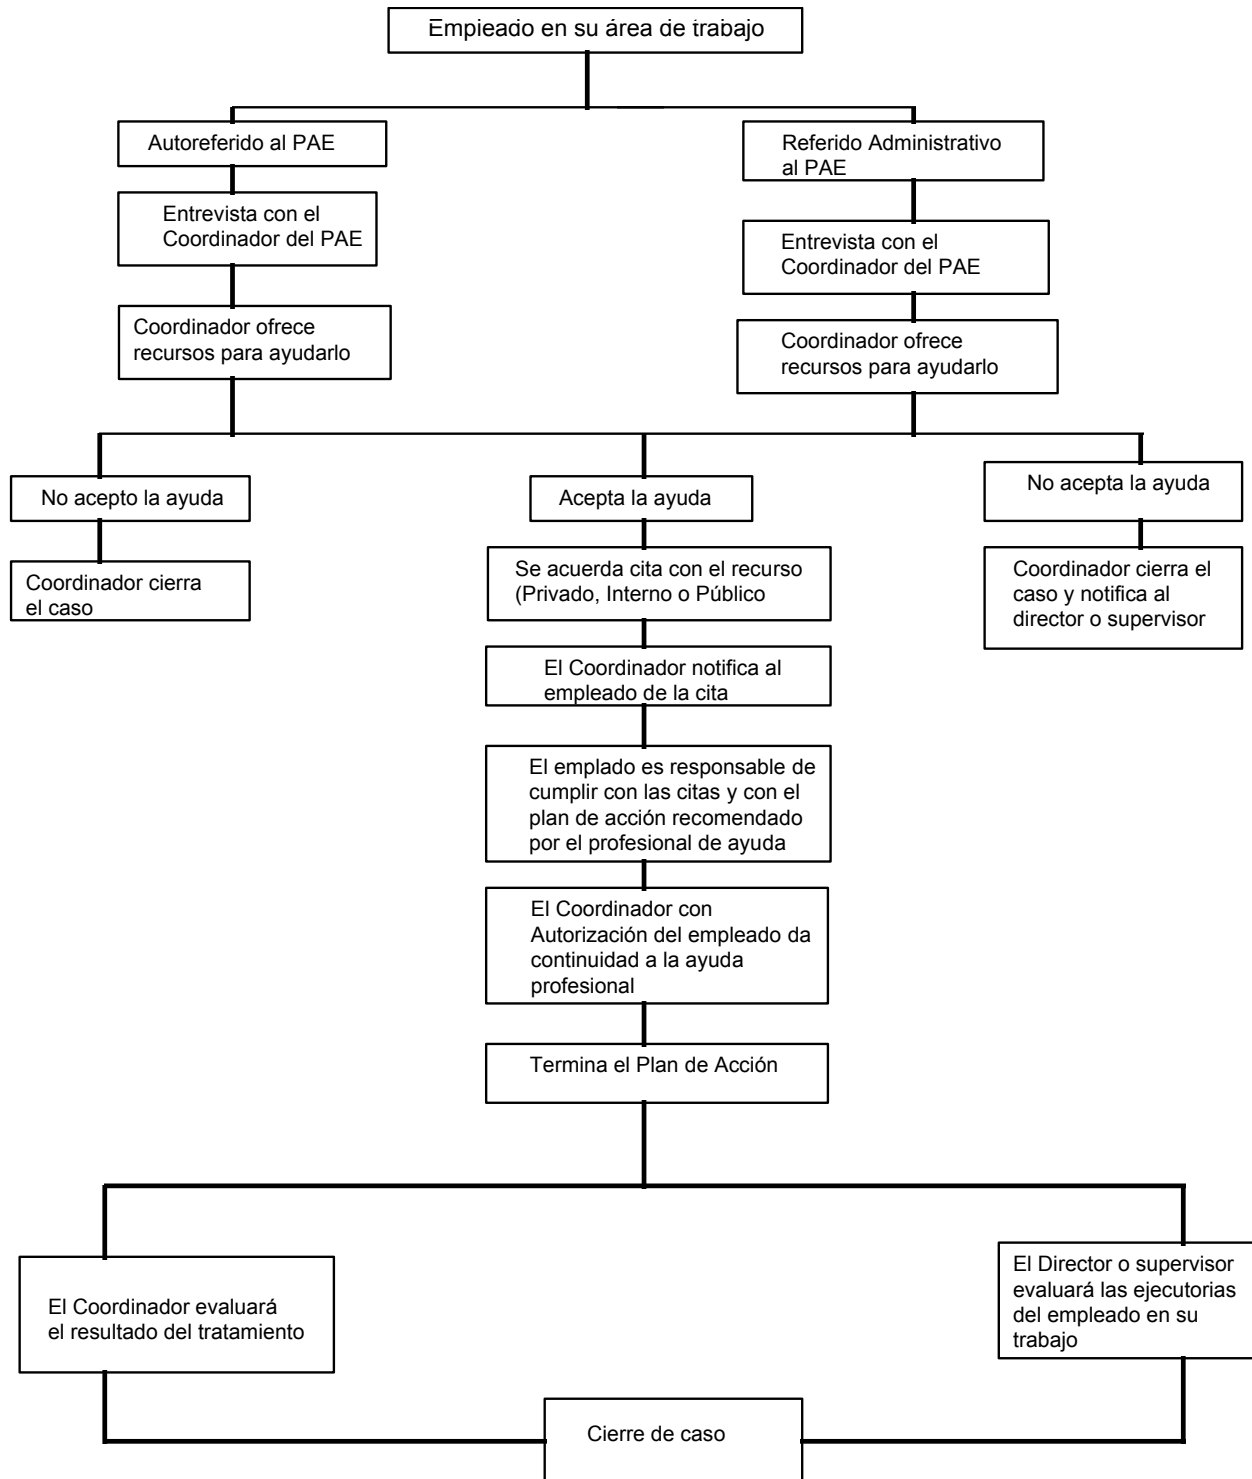 Empleado en su área de trabajo
Autoreferido al PAE
Referido Administrativo
al PAE
Entrevista con el
Coordinador del PAE
Entrevista con el
Coordinador del PAE
Coordinador ofrece
recursos para ayudarlo
Coordinador ofrece
recursos para ayudarlo
No acepto la ayuda
Acepta la ayuda
No acepta la ayuda
Coordinador cierra
el caso
Se acuerda cita con el recurso
(Privado, Interno o Público
Coordinador cierra el
caso y notifica al
director o supervisor
El Coordinador notifica al
empleado de la cita
El emplado es responsable de
cumplir con las citas y con el
plan de acción recomendado
por el profesional de ayuda
El Coordinador con
Autorización del empleado da
continuidad a la ayuda
profesional
Termina el Plan de Acción
El Coordinador evaluará
el resultado del tratamiento
El Director o supervisor
evaluará las ejecutorias
del empleado en su
trabajo
Cierre de caso